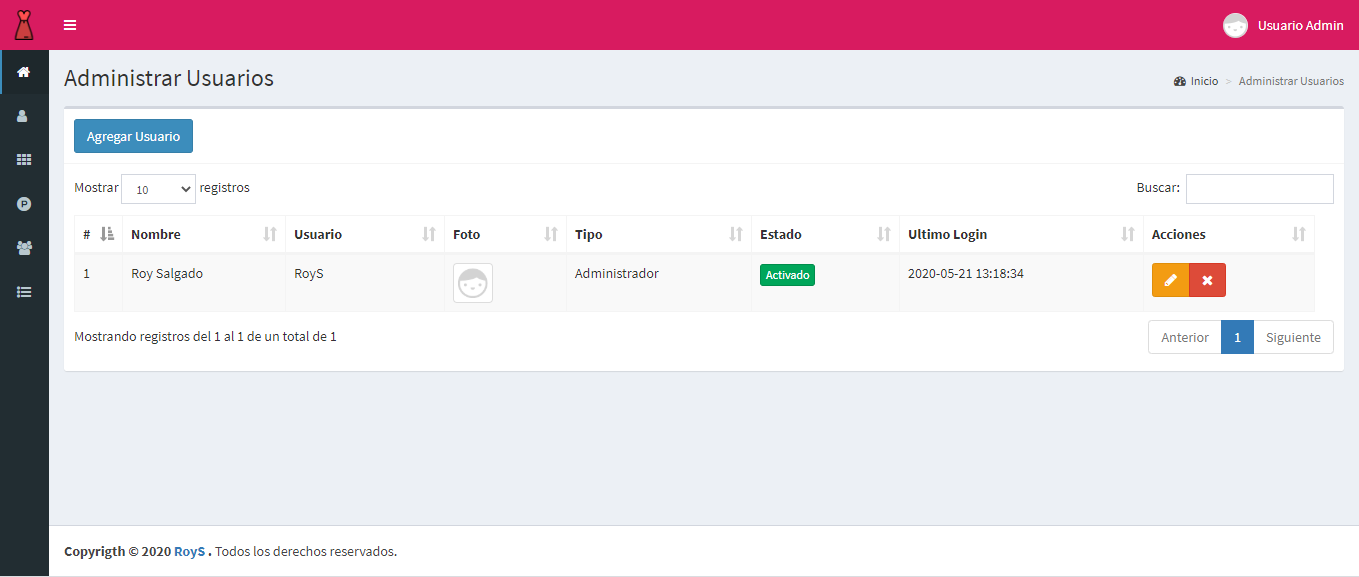 Usuario Admin
Administrar Usuarios
Inicio > Administrar Usuarios
Agregar Usuario
Mostrar 10 registros
Buscar:
# Nombre Usuario Foto Tipo Estado Ultimo Login Acciones
1 Roy Salgado RoyS Administrador Activado 2020-05-21 13:18:34
Mostrando registros del 1 al 1 de un total de 1
Anterior 1 Siguiente
Copyrigth © 2020 RoyS . Todos los derechos reservados.